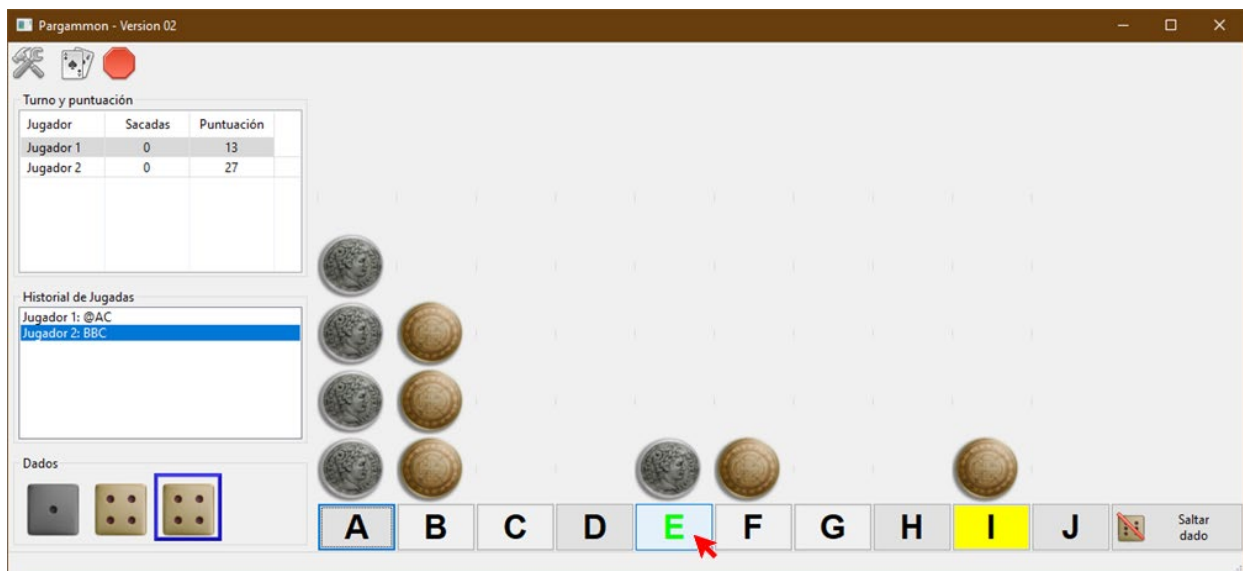 Pargammon - Version 02
Turno y puntuación
Jugador Sacadas Puntuación
Jugador 1 0 13
Jugador 2 0 27
Historial de Jugadas
Jugador 1: @AC
Jugador 2: BBC
Dados
A B C D E F G H I J Saltar
dado